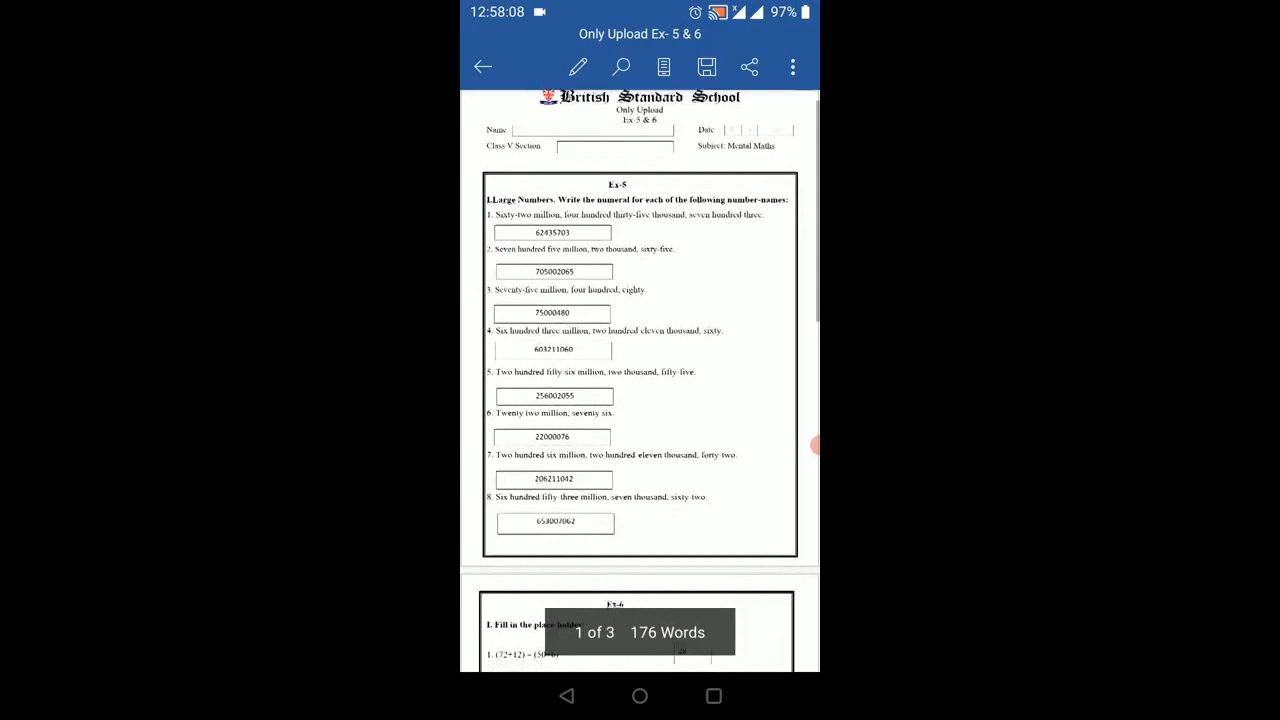 12:58:08
97%
Only Upload Ex- 5 & 6
British Standard School
Only Upload
Ex-5 & 6
Name
Date:
Class V Section
Subject: Mental Maths
Ex-5
I.Large Numbers. Write the numeral for each of the following number-names:
1. Sixty-two million, four hundred thirty-five thousand, seven hundred three.
62435703
2. Seven hundred five million, two thousand, sixty-five.
705002065
3. Seventy-five million, four hundred, eighty.
75000480
4. Six hundred three million, two hundred eleven thousand, sixty.
603211060
5. Two hundred fifty-six million, two thousand, fifty-five.
256002055
6. Twenty two million, seventy six.
22000076
7. Two hundred six million, two hundred eleven thousand, forty-two.
206211042
8. Six hundred fifty-three million, seven thousand, sixty-two.
653007062
Ex-6
I. Fill in the place-holder
1 of 3 176 Words
1. (72+12) –